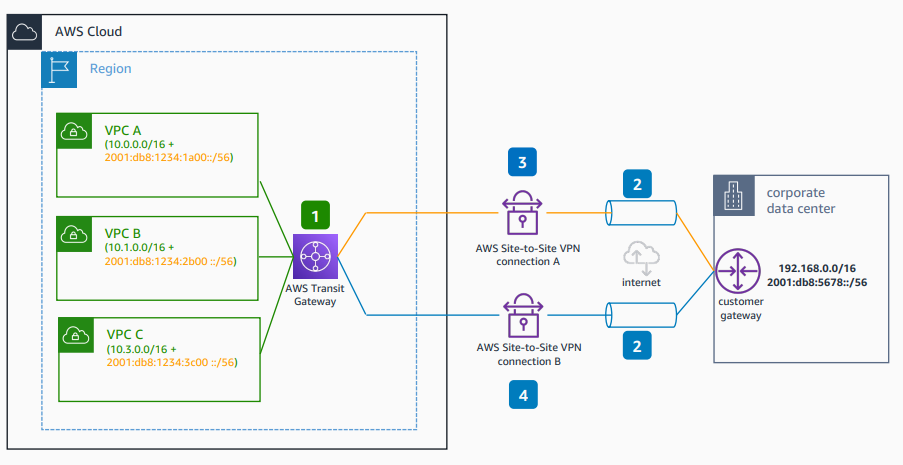 AWS Cloud
Region
VPC A
(10.0.0.0/16 +
2001:db8:1234:1a00::/56)
VPC B
(10.1.0.0/16 +
2001:db8:1234:2b00 ::/56)
VPC C
(10.3.0.0/16 +
2001:db8:1234:3c00 ::/56)
1
AWS Transit
Gateway
3
AWS Site-to-Site VPN
connection A
2
internet
AWS Site-to-Site VPN
connection B
4
2
corporate
data center
192.168.0.0/16
2001:db8:5678::/56
customer
gateway